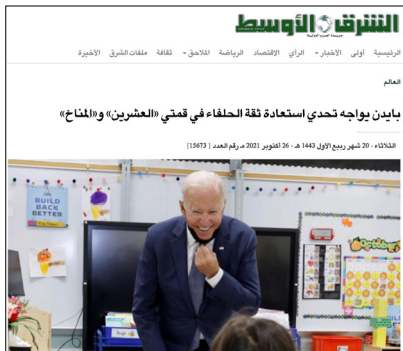 الشرق الأوسط
جريدة العرب الدولية
الرئيسية أولى الأخبار الرأي الاقتصاد الرياضة الملاحق ثقافة ملفات الشرق الأخيرة
العالم
بايدن يواجه تحدي استعادة ثقة الحلفاء في قمتي «العشرين» و«المناخ»
الثلاثاء - 20 شهر ربيع الأول 1443 هـ - 26 أكتوبر 2021 مـ رقم العدد [15673]
BUILD
BACK
BETTER